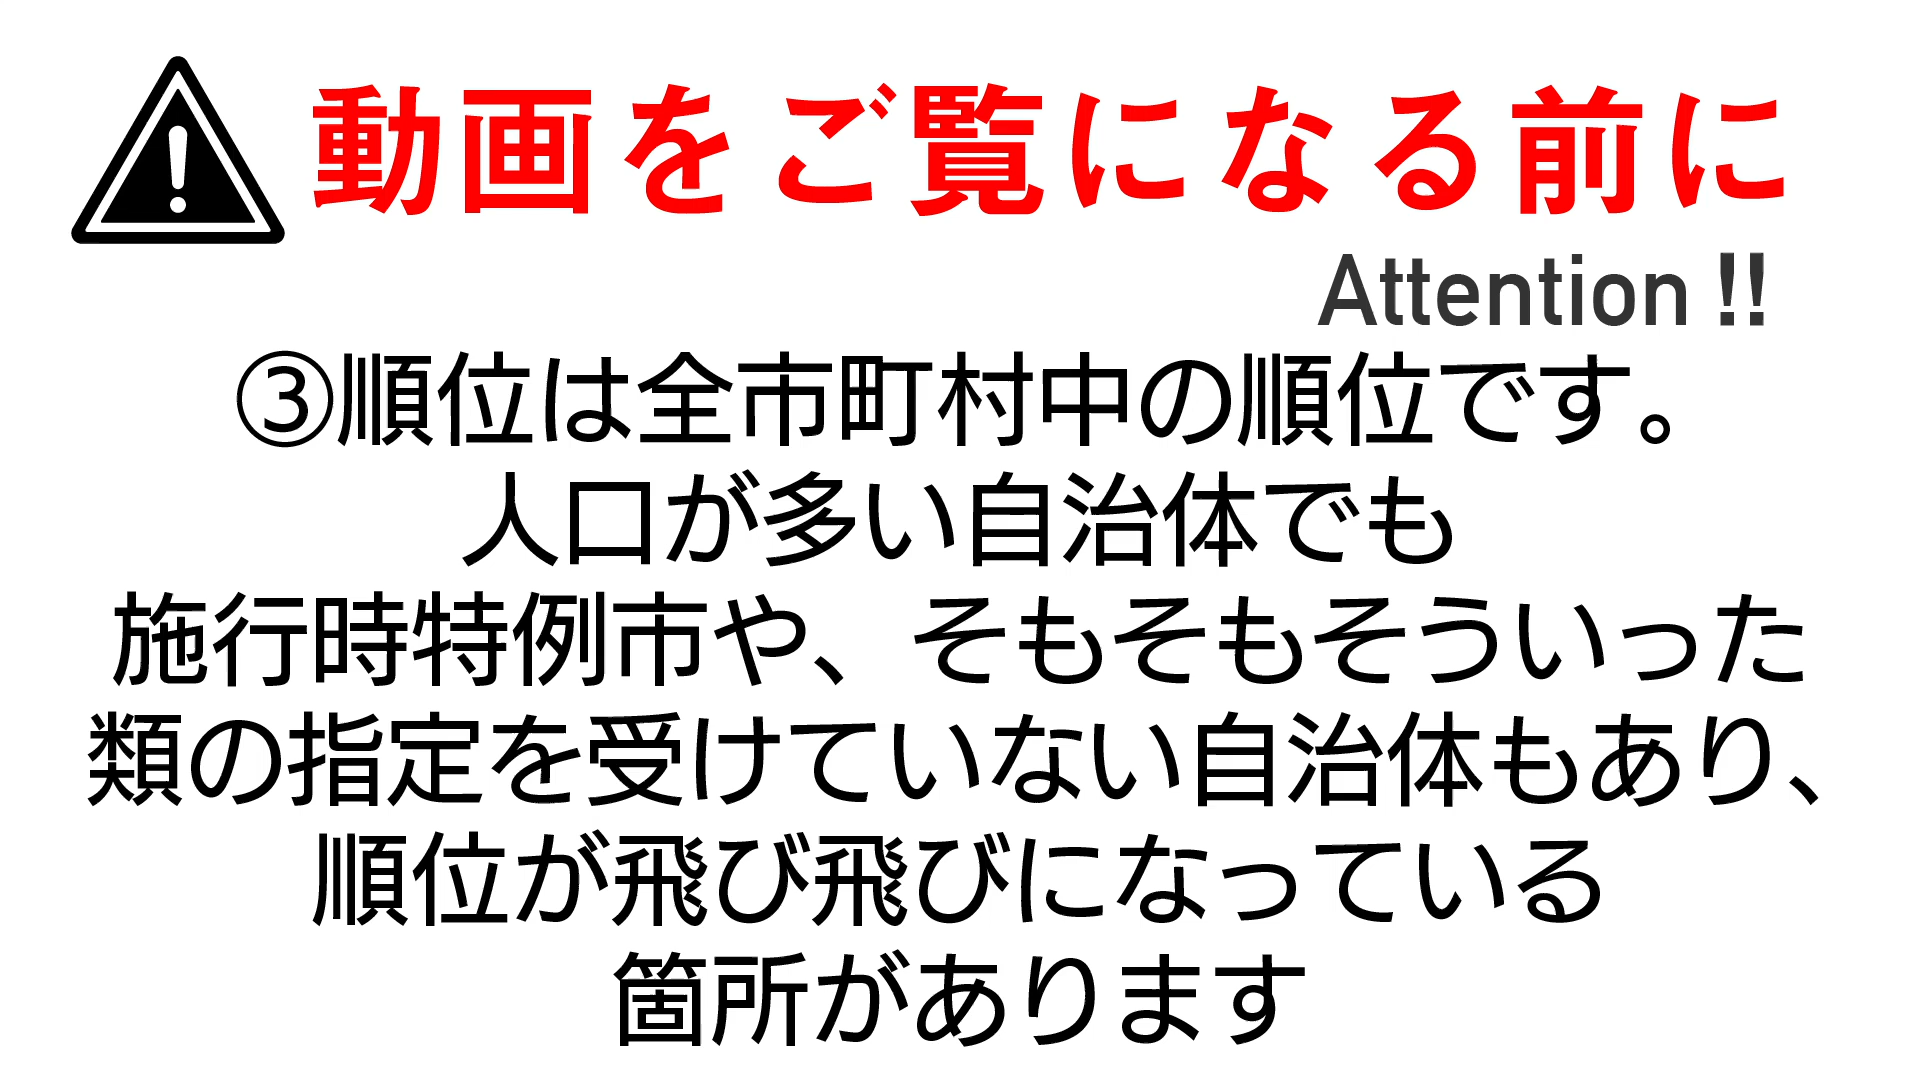 動画をご覧になる前に
Attention !!
③順位は全市町村中の順位です。
人口が多い自治体でも
施行時特例市や、そもそもそういった
類の指定を受けていない自治体もあり、
順位が飛び飛びになっている
箇所があります